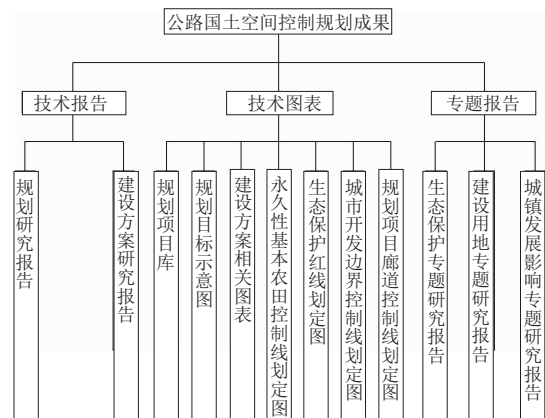 公路国土空间控制规划成果
技术报告
技术图表
专题报告
规划研究报告
建设方案研究报告
规划项目库
规划目标示意图
建设方案相关图表
永久性基本农田控制线划定图
生态保护红线划定图
城市开发边界控制线划定图
规划项目廊道控制线划定图
生态保护专题研究报告
建设用地专题研究报告
城镇发展影响专题研究报告